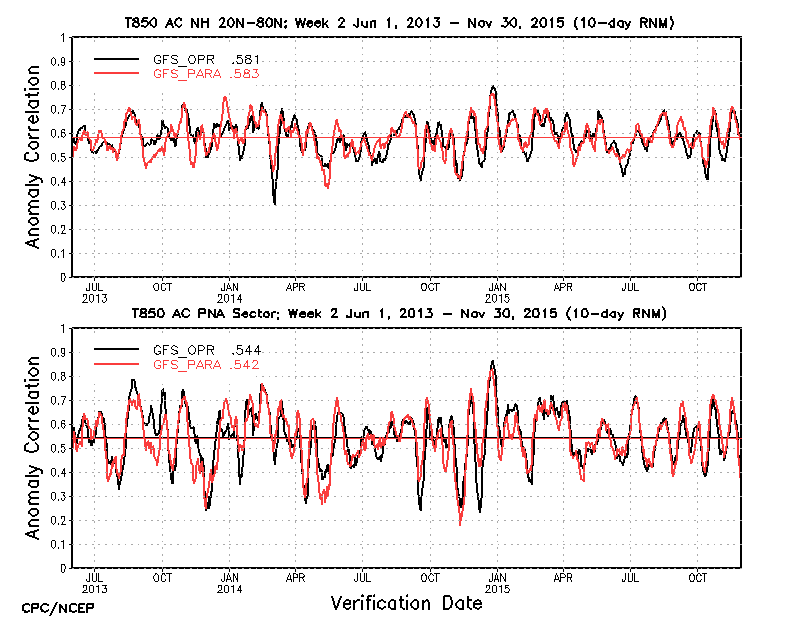 T850 AC NH 20N-80N: Week 2 Jun 1, 2013 - Nov 30, 2015 (10-day RNM)
1
GFS_OPR .581
GFS_PARA .583
0.9
0.8
0.7
0.6
0.5
0.4
0.3
0.2
0.1
0
Anomaly Correlation
JUL OCT JAN APR JUL OCT JAN APR JUL OCT
2013 2014 2015
T850 AC PNA Sector: Week 2 Jun 1, 2013 - Nov 30, 2015 (10-day RNM)
1
GFS_OPR .544
GFS_PARA .542
0.9
0.8
0.7
0.6
0.5
0.4
0.3
0.2
0.1
0
Anomaly Correlation
JUL OCT JAN APR JUL OCT JAN APR JUL OCT
2013 2014 2015
Verification Date
CPC/NCEP